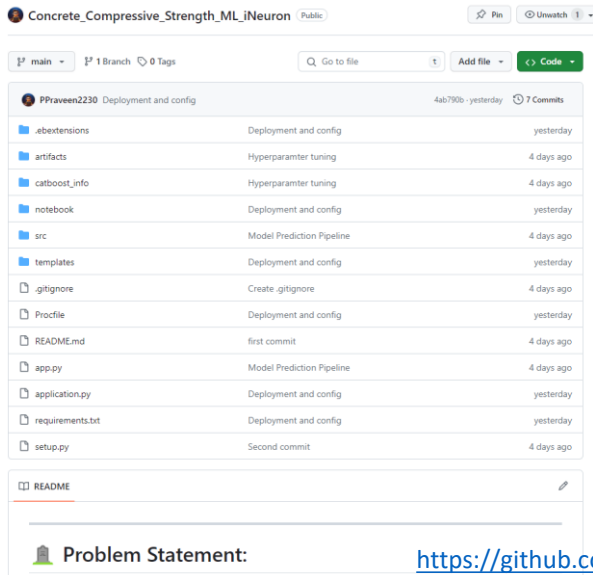 Concrete_Compressive_Strength_ML_iNeuron Public Pin Unwatch 1
main 1 Branch 0 Tags Go to file t Add file Code
PPraveen2230 Deployment and config 4ab790b · yesterday 7 Commits
.ebextensions Deployment and config yesterday
artifacts Hyperparamter tuning 4 days ago
catboost_info Hyperparamter tuning 4 days ago
notebook Deployment and config yesterday
src Model Prediction Pipeline 4 days ago
templates Deployment and config yesterday
.gitignore Create .gitignore 4 days ago
Procfile Deployment and config yesterday
README.md first commit 4 days ago
app.py Model Prediction Pipeline 4 days ago
application.py Deployment and config yesterday
requirements.txt Deployment and config yesterday
setup.py Second commit 4 days ago
README
Problem Statement:
https://github.co